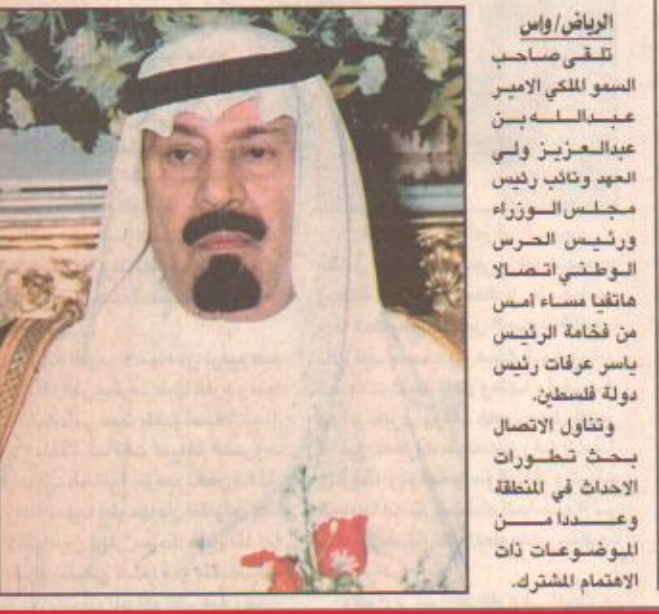 الرياض/واس
تلقى صاحب
السمو الملكي الامير
عبدالله بن
عبدالعزيز ولي
العهد ونائب رئيس
مجلس الوزراء
ورئيس الحرس
الوطني اتصالا
هاتفيا مساء امس
من فخامة الرئيس
ياسر عرفات رئيس
دولة فلسطين.
وتناول الاتصال
بحث تطورات
الاحداث في المنطقة
وعددا من
الموضوعات ذات
الاهتمام المشترك.